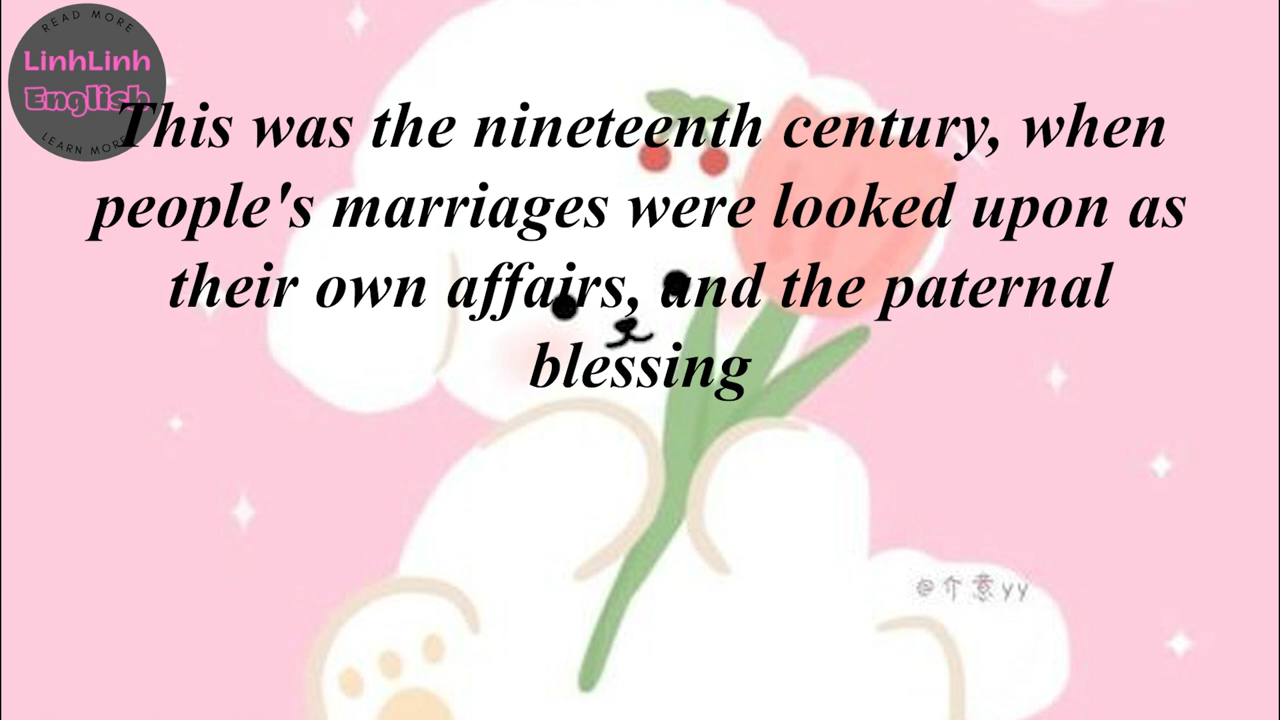 READ MORE
LinhLinh
English
LEARN MORE
This was the nineteenth century, when
people's marriages were looked upon as
their own affairs, and the paternal
blessing
@介意yy